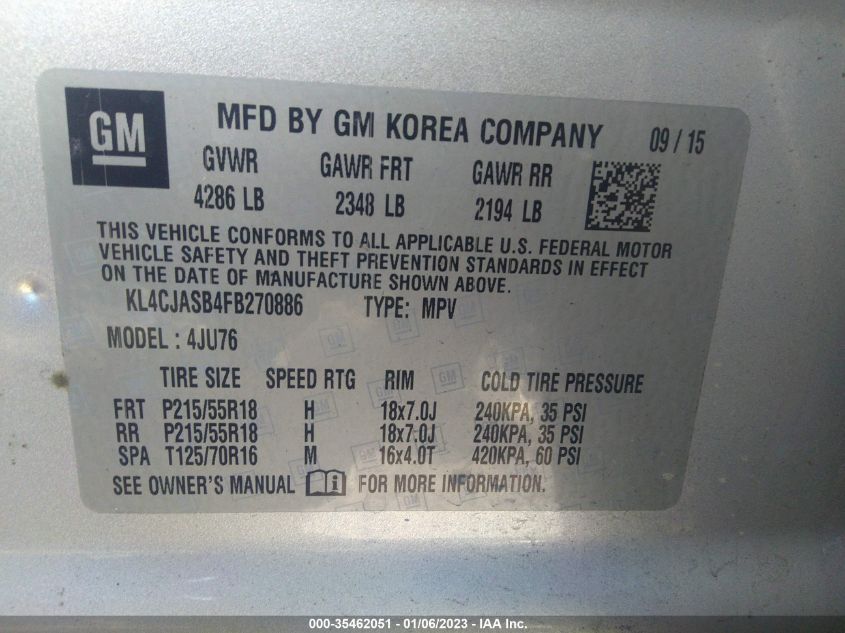 GM
MFD BY GM KOREA COMPANY 09/15
GVWR GAWR FRT GAWR RR
4286 LB 2348 LB 2194 LB
THIS VEHICLE CONFORMS TO ALL APPLICABLE U.S. FEDERAL MOTOR
VEHICLE SAFETY AND THEFT PREVENTION STANDARDS IN EFFECT
ON THE DATE OF MANUFACTURE SHOWN ABOVE.
KL4CJASB4FB270886 TYPE: MPV
MODEL : 4JU76
TIRE SIZE SPEED RTG RIM COLD TIRE PRESSURE
FRT P215/55R18 H 18x7.0J 240KPA, 35 PSI
RR P215/55R18 H 18x7.0J 240KPA, 35 PSI
SPA T125/70R16 M 16x4.0T 420KPA, 60 PSI
SEE OWNER'S MANUAL FOR MORE INFORMATION.
000-35462051 - 01/06/2023 - IAA Inc.